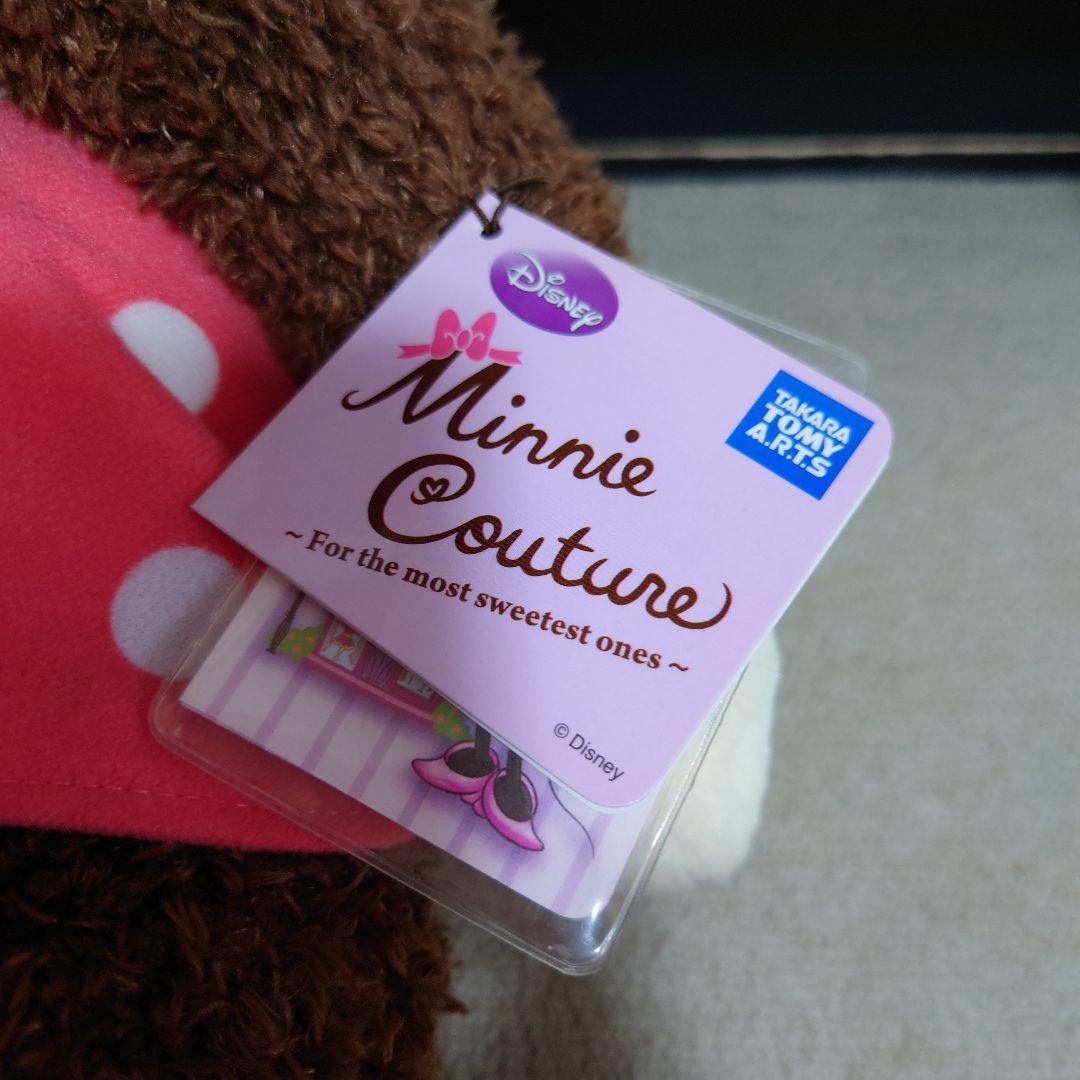 Disney
Minnie
Couture
~ For the most sweetest ones ~
TAKARA
TOMY
A.R.T.S
© Disney